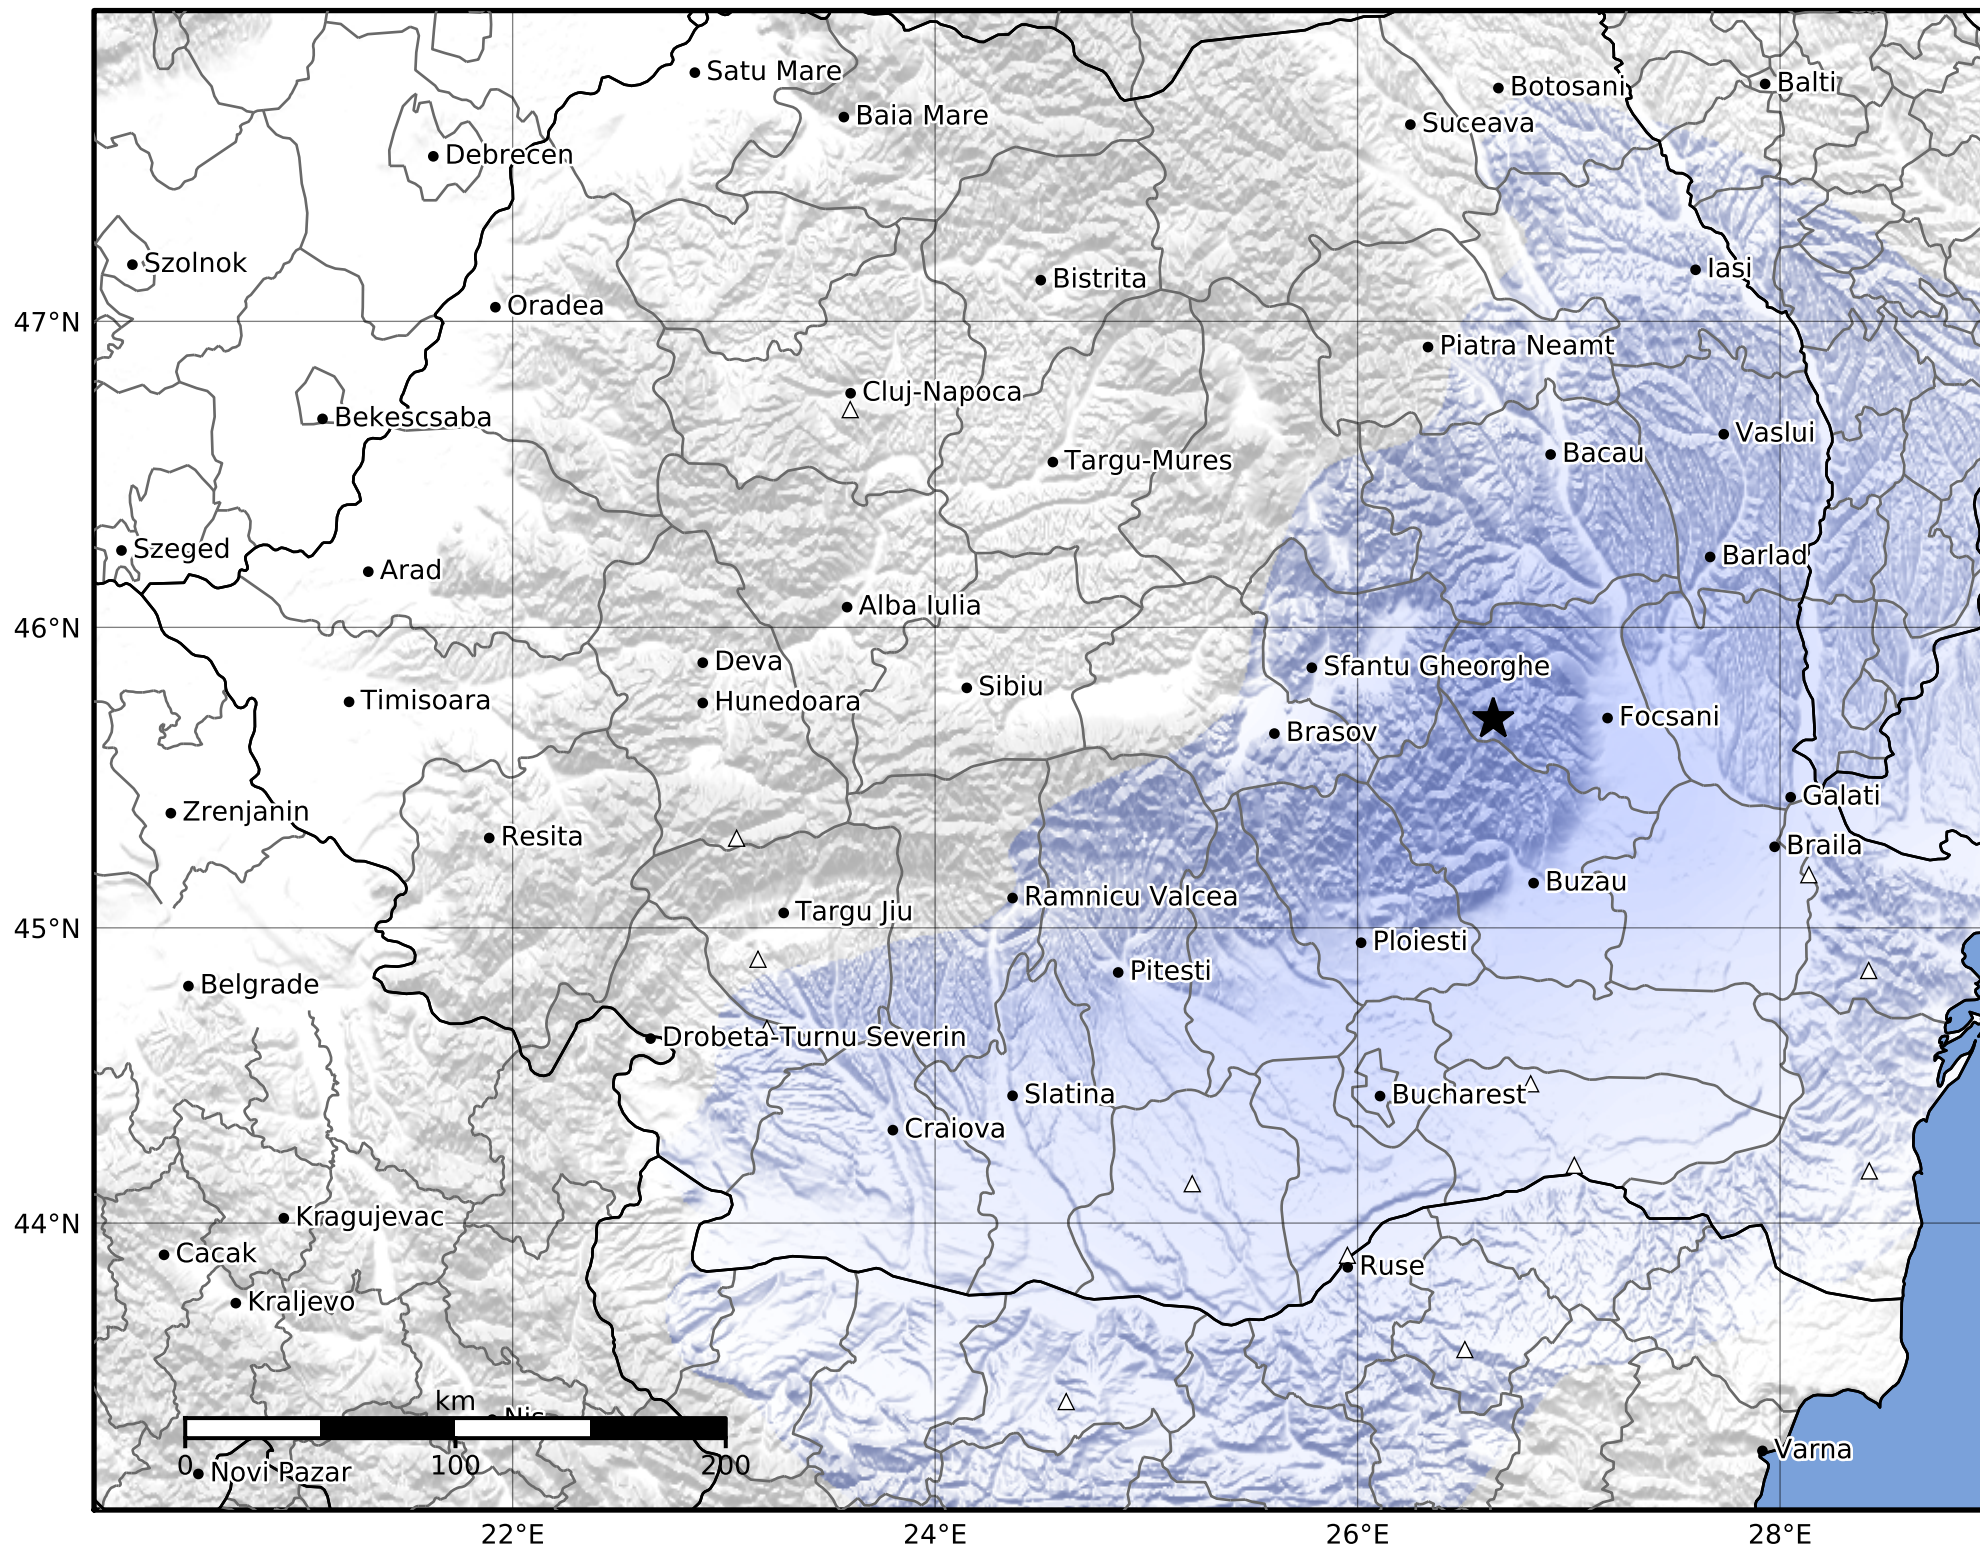 Satu Mare
Botosani
Balti
Baia Mare
Suceava
Debrecen
Szolnok
Iasi
Bistrita
Oradea
47°N
Piatra Neamt
Cluj-Napoca
Bekescsaba
Vaslui
Bacau
Targu-Mures
Szeged
Barlad
Arad
Alba Iulia
46°N
Deva
Sfantu Gheorghe
Sibiu
Timisoara
Hunedoara
Focsani
Brasov
Galati
Zrenjanin
Resita
Braila
Buzau
Ramnicu Valcea
Targu Jiu
45°N
Ploiesti
Pitesti
Belgrade
Drobeta-Turnu Severin
Slatina
Bucharest
Craiova
Kragujevac
44°N
Cacak
Ruse
Kraljevo
km
Nis
Varna
0 100 200
Novi Pazar
22°E 24°E 26°E 28°E